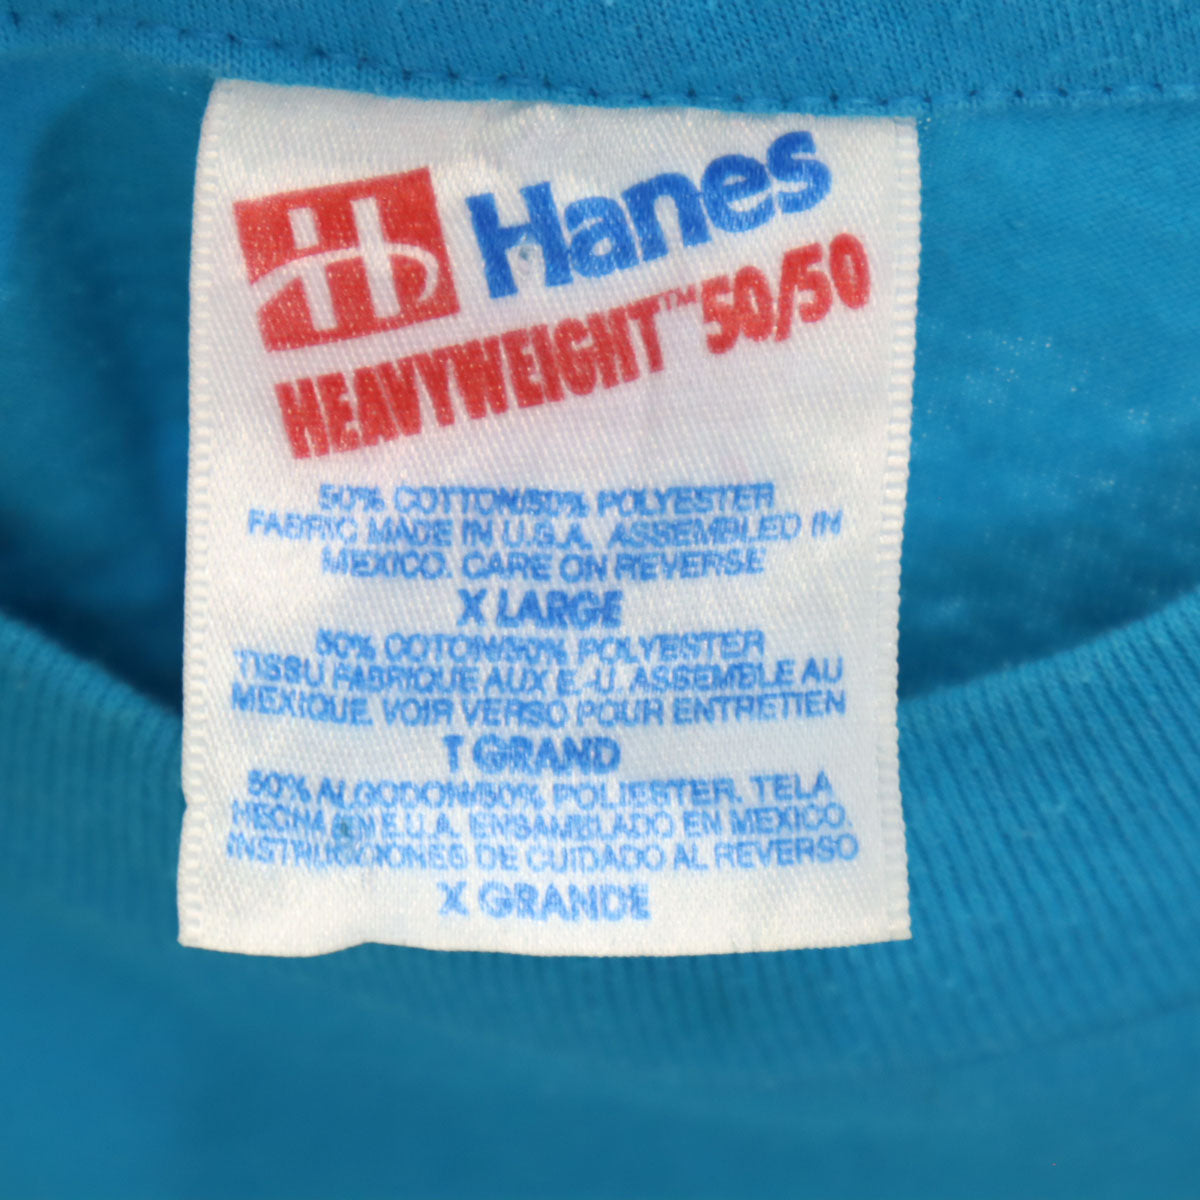 Hanes
HEAVYWEIGHT™ 50/50
50% COTTON/50% POLYESTER
FABRIC MADE IN U.S.A. ASSEMBLED IN
MEXICO. CARE ON REVERSE
X LARGE
50% COTON/50% POLYESTER
TISSU FABRIQUE AUX E.-U. ASSEMBLE AU
MEXIQUE. VOIR VERSO POUR ENTRETIEN
T GRAND
50% ALGODON/50% POLIESTER. TELA
HECHA EN E.U.A. ENSAMBLADO EN MEXICO.
INSTRUCCIONES DE CUIDADO AL REVERSO
X GRANDE